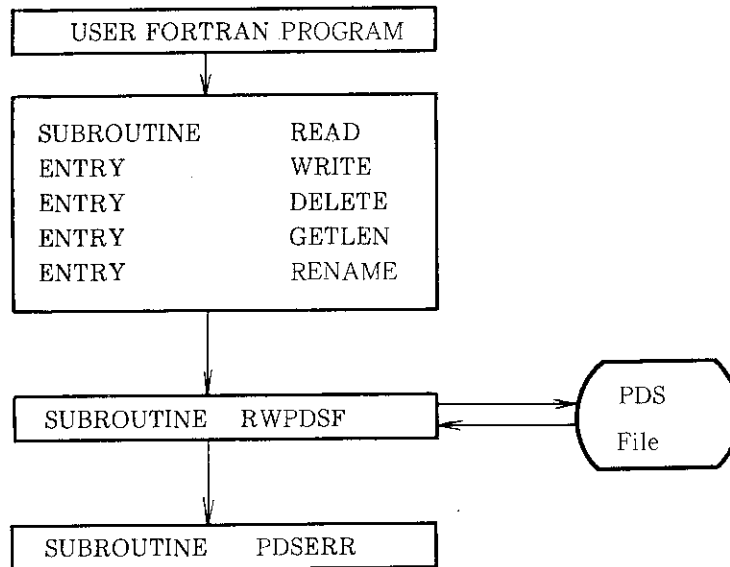 USER FORTRAN PROGRAM
SUBROUTINE READ
ENTRY WRITE
ENTRY DELETE
ENTRY GETLEN
ENTRY RENAME
SUBROUTINE RWPDSF
PDS
File
SUBROUTINE PDSERR